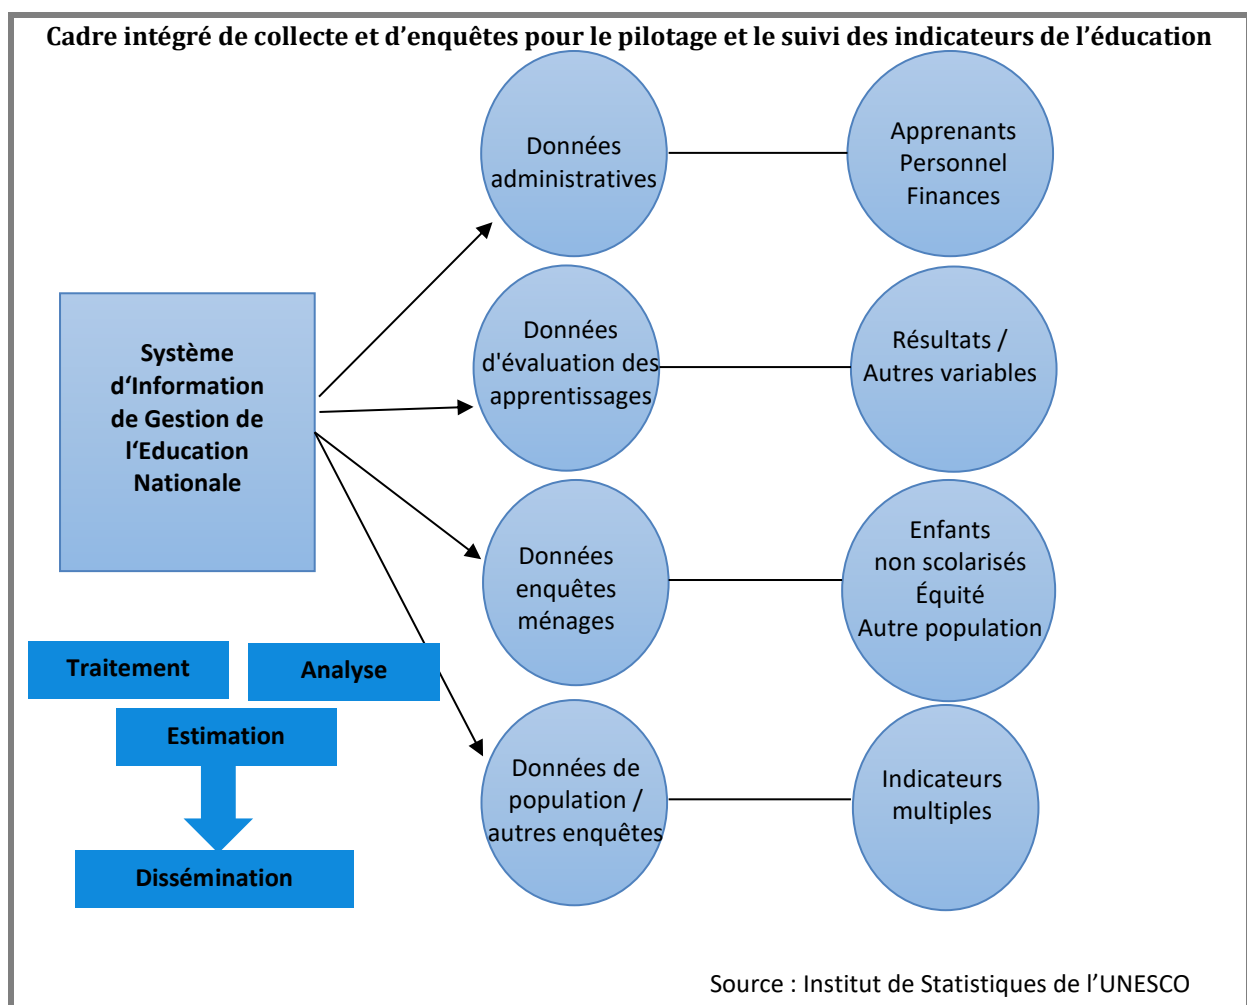 Cadre intégré de collecte et d’enquêtes pour le pilotage et le suivi des indicateurs de l’éducation
Données
administratives
Apprenants
Personnel
Finances
Système
d‘Information
de Gestion de
l‘Education
Nationale
Données
d'évaluation des
apprentissages
Résultats /
Autres variables
Données
enquêtes
ménages
Enfants
non scolarisés
Équité
Autre population
Traitement
Analyse
Estimation
Dissémination
Données de
population /
autres enquêtes
Indicateurs
multiples
Source : Institut de Statistiques de l’UNESCO